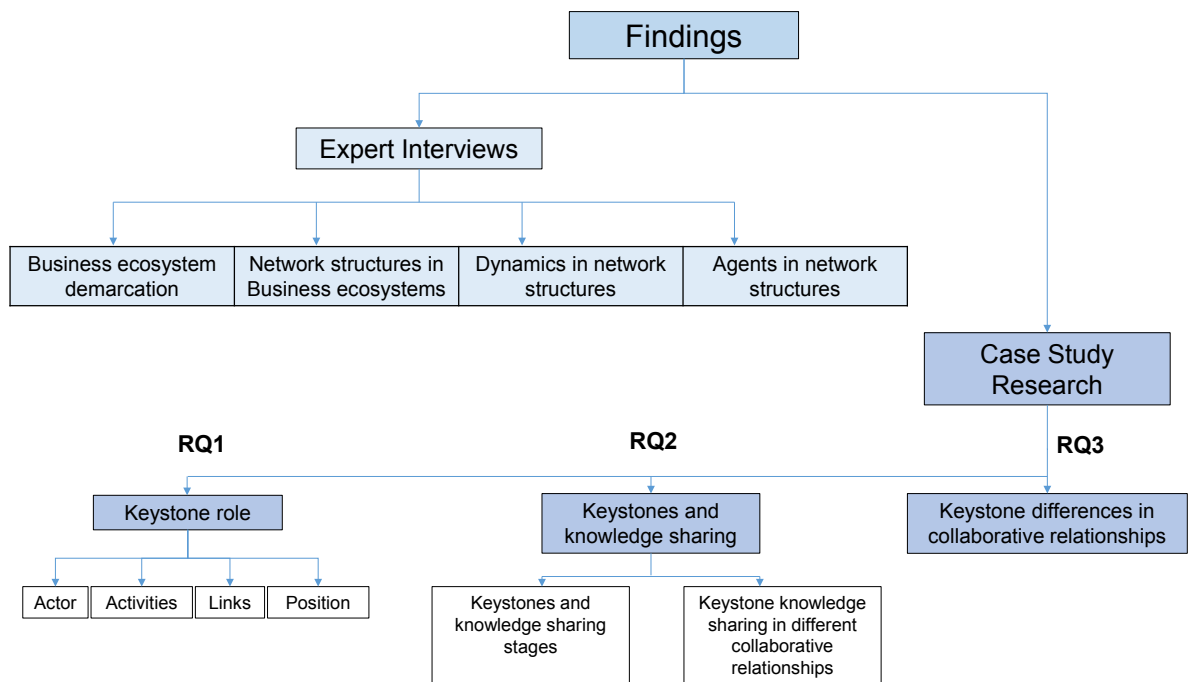 Findings
Expert Interviews
Business ecosystem
demarcation
Network structures in
Business ecosystems
Dynamics in network
structures
Agents in network
structures
Case Study
Research
RQ1
RQ2
RQ3
Keystone role
Keystones and
knowledge sharing
Keystone differences in
collaborative relationships
Actor
Activities
Links
Position
Keystones and
knowledge sharing
stages
Keystone knowledge
sharing in different
collaborative
relationships